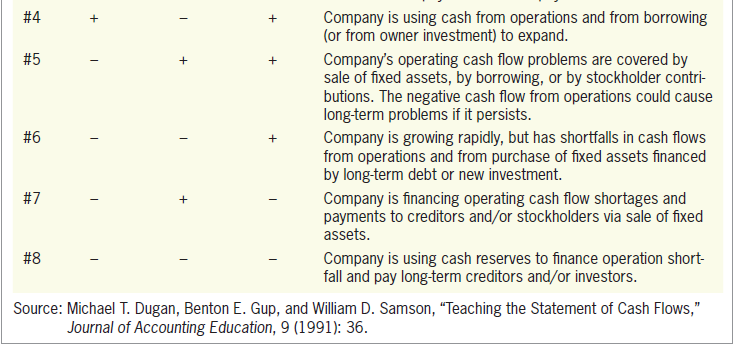 #4 + – + Company is using cash from operations and from borrowing
(or from owner investment) to expand.
#5 – + + Company's operating cash flow problems are covered by
sale of fixed assets, by borrowing, or by stockholder contri-
butions. The negative cash flow from operations could cause
long-term problems if it persists.
#6 – – + Company is growing rapidly, but has shortfalls in cash flows
from operations and from purchase of fixed assets financed
by long-term debt or new investment.
#7 – + – Company is financing operating cash flow shortages and
payments to creditors and/or stockholders via sale of fixed
assets.
#8 – – – Company is using cash reserves to finance operation short-
fall and pay long-term creditors and/or investors.
Source: Michael T. Dugan, Benton E. Gup, and William D. Samson, “Teaching the Statement of Cash Flows,”
Journal of Accounting Education, 9 (1991): 36.